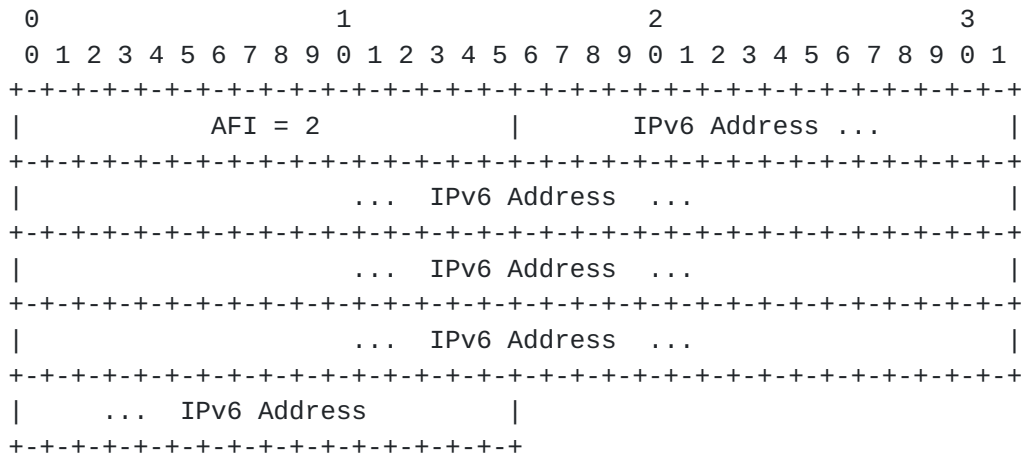 0                   1                   2                   3
 0 1 2 3 4 5 6 7 8 9 0 1 2 3 4 5 6 7 8 9 0 1 2 3 4 5 6 7 8 9 0 1
+-+-+-+-+-+-+-+-+-+-+-+-+-+-+-+-+-+-+-+-+-+-+-+-+-+-+-+-+-+-+-+-+
|            AFI = 2            |       IPv6 Address ...        |
+-+-+-+-+-+-+-+-+-+-+-+-+-+-+-+-+-+-+-+-+-+-+-+-+-+-+-+-+-+-+-+-+
|                     ...  IPv6 Address  ...                    |
+-+-+-+-+-+-+-+-+-+-+-+-+-+-+-+-+-+-+-+-+-+-+-+-+-+-+-+-+-+-+-+-+
|                     ...  IPv6 Address  ...                    |
+-+-+-+-+-+-+-+-+-+-+-+-+-+-+-+-+-+-+-+-+-+-+-+-+-+-+-+-+-+-+-+-+
|                     ...  IPv6 Address  ...                    |
+-+-+-+-+-+-+-+-+-+-+-+-+-+-+-+-+-+-+-+-+-+-+-+-+-+-+-+-+-+-+-+-+
|     ...  IPv6 Address         |
+-+-+-+-+-+-+-+-+-+-+-+-+-+-+-+-+